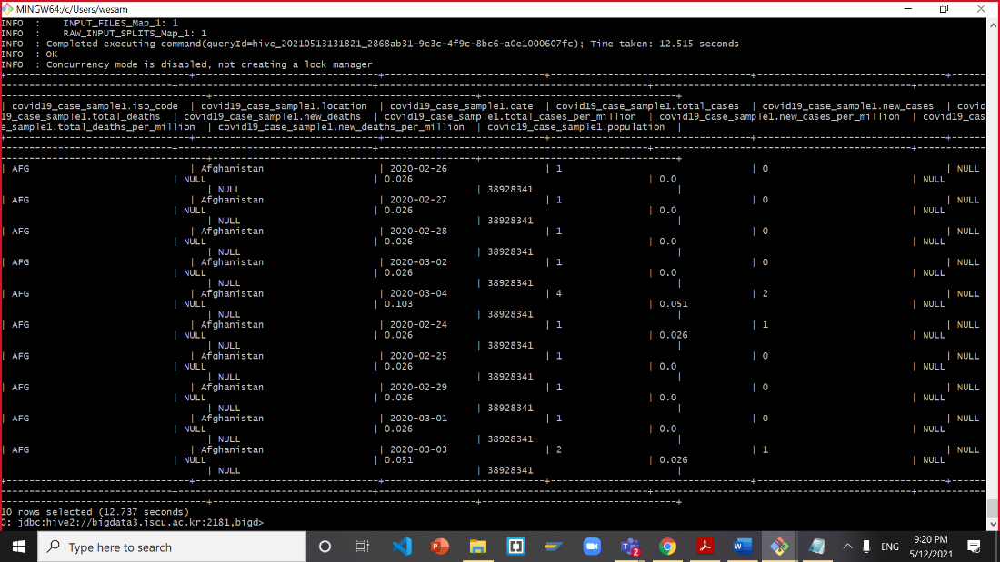 MINGW64:/c/Users/wesam
INFO  :     INPUT_FILES_Map_1: 1
INFO  :     RAW_INPUT_SPLITS_Map_1: 1
INFO  : Completed executing command(queryId=hive_20210513131821_2868ab31-9c3c-4f9c-8bc6-a0e1000607fc); Time taken: 12.515 seconds
INFO  : OK
INFO  : Concurrency mode is disabled, not creating a lock manager
| covid19_case_sample1.iso_code | covid19_case_sample1.location | covid19_case_sample1.date | covid19_case_sample1.total_cases | covid19_case_sample1.new_cases | covid
19_case_sample1.total_deaths | covid19_case_sample1.new_deaths | covid19_case_sample1.total_cases_per_million | covid19_case_sample1.new_cases_per_million | covid19_cas
e_sample1.total_deaths_per_million | covid19_case_sample1.new_deaths_per_million | covid19_case_sample1.population |
| AFG | Afghanistan | 2020-02-26 | 1 | 0 | NULL
| NULL | 0.026 | 0.0 | NULL
| NULL | 38928341 |
| AFG | Afghanistan | 2020-02-27 | 1 | 0 | NULL
| NULL | 0.026 | 0.0 | NULL
| NULL | 38928341 |
| AFG | Afghanistan | 2020-02-28 | 1 | 0 | NULL
| NULL | 0.026 | 0.0 | NULL
| NULL | 38928341 |
| AFG | Afghanistan | 2020-03-02 | 1 | 0 | NULL
| NULL | 0.026 | 0.0 | NULL
| NULL | 38928341 |
| AFG | Afghanistan | 2020-03-04 | 4 | 2 | NULL
| NULL | 0.103 | 0.051 | NULL
| NULL | 38928341 |
| AFG | Afghanistan | 2020-02-24 | 1 | 1 | NULL
| NULL | 0.026 | 0.026 | NULL
| NULL | 38928341 |
| AFG | Afghanistan | 2020-02-25 | 1 | 0 | NULL
| NULL | 0.026 | 0.0 | NULL
| NULL | 38928341 |
| AFG | Afghanistan | 2020-02-29 | 1 | 0 | NULL
| NULL | 0.026 | 0.0 | NULL
| NULL | 38928341 |
| AFG | Afghanistan | 2020-03-01 | 1 | 0 | NULL
| NULL | 0.026 | 0.0 | NULL
| NULL | 38928341 |
| AFG | Afghanistan | 2020-03-03 | 2 | 1 | NULL
| NULL | 0.051 | 0.026 | NULL
| NULL | 38928341 |
10 rows selected (12.737 seconds)
0: jdbc:hive2://bigdata3.iscu.ac.kr:2181,bigd>
Type here to search
2
ENG
9:20 PM
5/12/2021